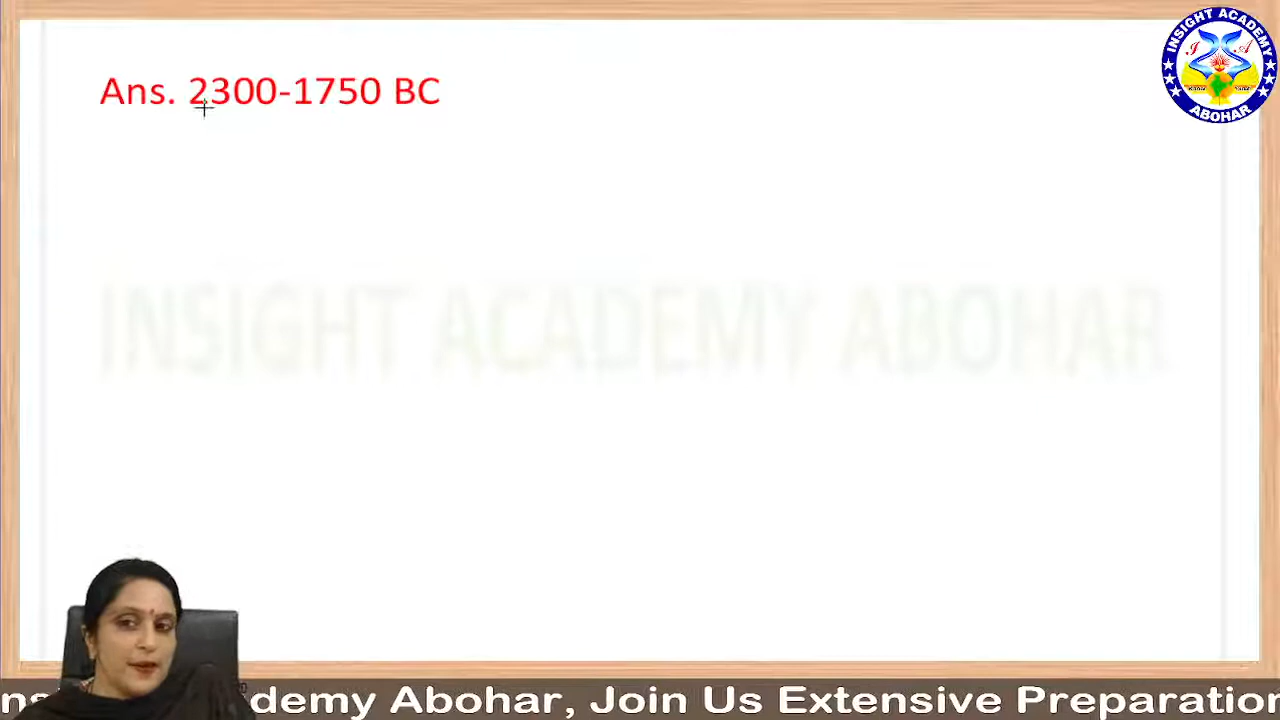 INSIGHT ACADEMY
I A
ABOHAR
Ans. 2300-1750 BC
INSIGHT ACADEMY ABOHAR
demy Abohar, Join Us Extensive Preparation